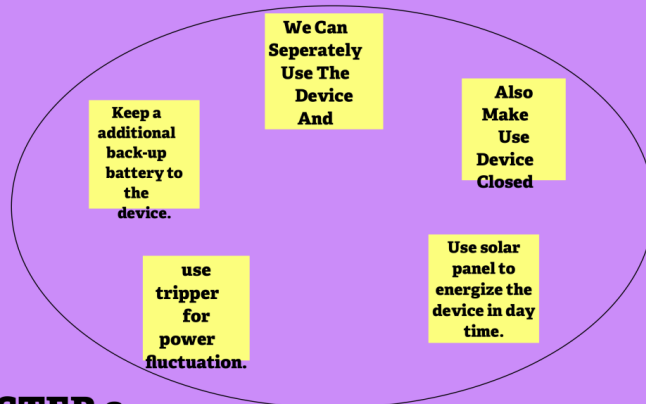 We Can
Seperately
Use The
Device
And
Also
Make
Use
Device
Closed
Keep a
additional
back-up
battery to
the
device.
Use solar
panel to
energize the
device in day
time.
use
tripper
for
power
fluctuation.